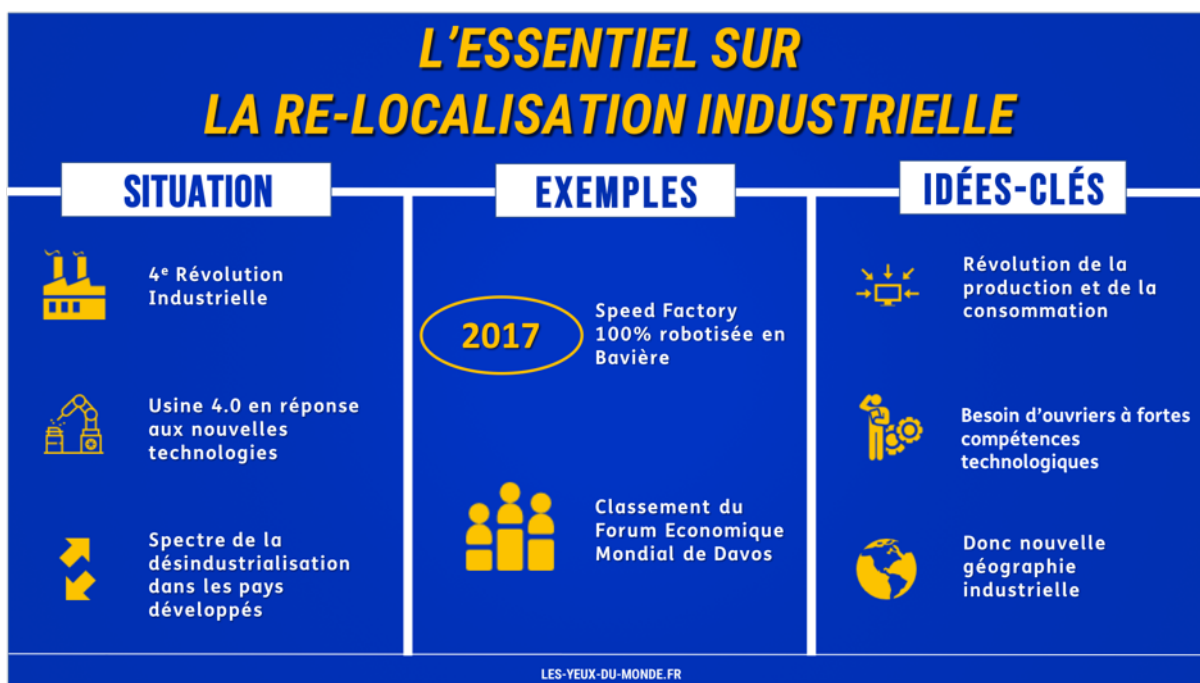 L'ESSENTIEL SUR
LA RE-LOCALISATION INDUSTRIELLE
SITUATION
4e Révolution
Industrielle
Usine 4.0 en réponse
aux nouvelles
technologies
Spectre de la
désindustrialisation
dans les pays
développés
EXEMPLES
2017
Speed Factory
100% robotisée en
Bavière
Classement du
Forum Economique
Mondial de Davos
IDÉES-CLÉS
Révolution de la
production et de la
consommation
Besoin d'ouvriers à fortes
compétences
technologiques
Donc nouvelle
géographie
industrielle
LES-YEUX-DU-MONDE.FR